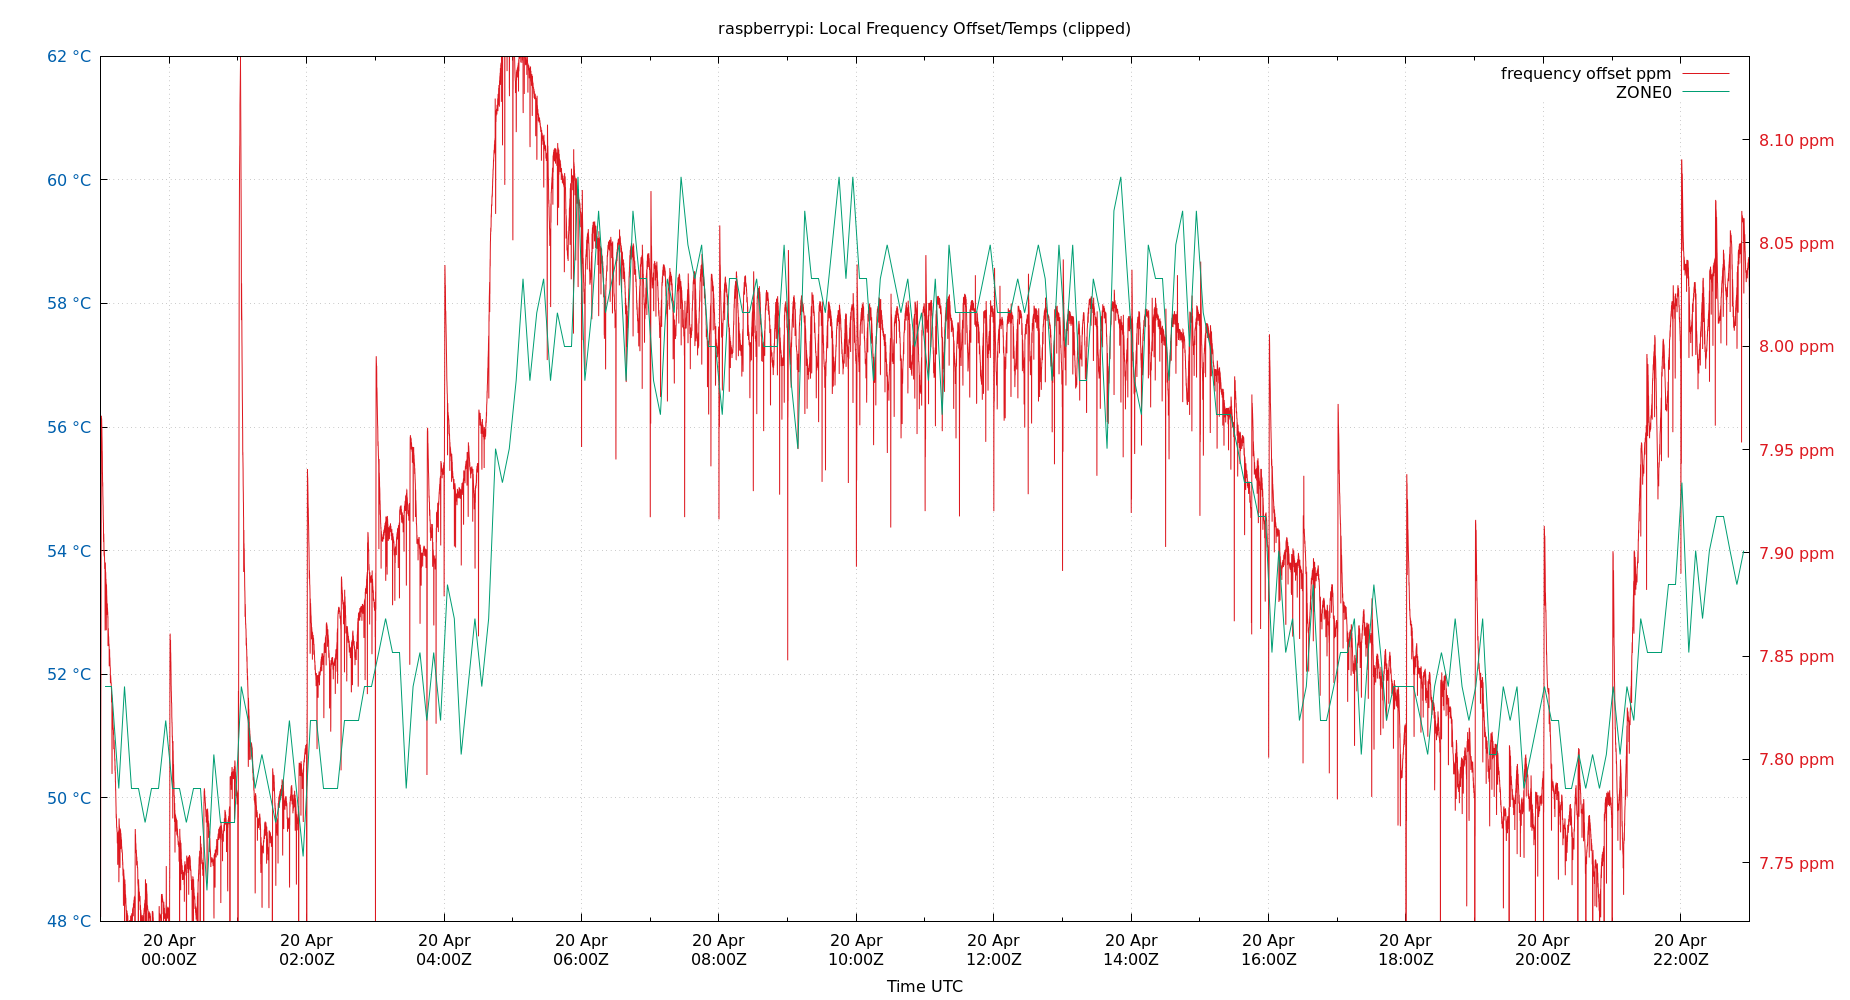 raspberrypi: Local Frequency Offset/Temps (clipped)
frequency offset ppm
ZONE0
62 °C
60 °C
58 °C
56 °C
54 °C
52 °C
50 °C
48 °C
8.10 ppm
8.05 ppm
8.00 ppm
7.95 ppm
7.90 ppm
7.85 ppm
7.80 ppm
7.75 ppm
20 Apr 20 Apr 20 Apr 20 Apr 20 Apr 20 Apr 20 Apr 20 Apr 20 Apr 20 Apr 20 Apr 20 Apr
00:00Z 02:00Z 04:00Z 06:00Z 08:00Z 10:00Z 12:00Z 14:00Z 16:00Z 18:00Z 20:00Z 22:00Z
Time UTC